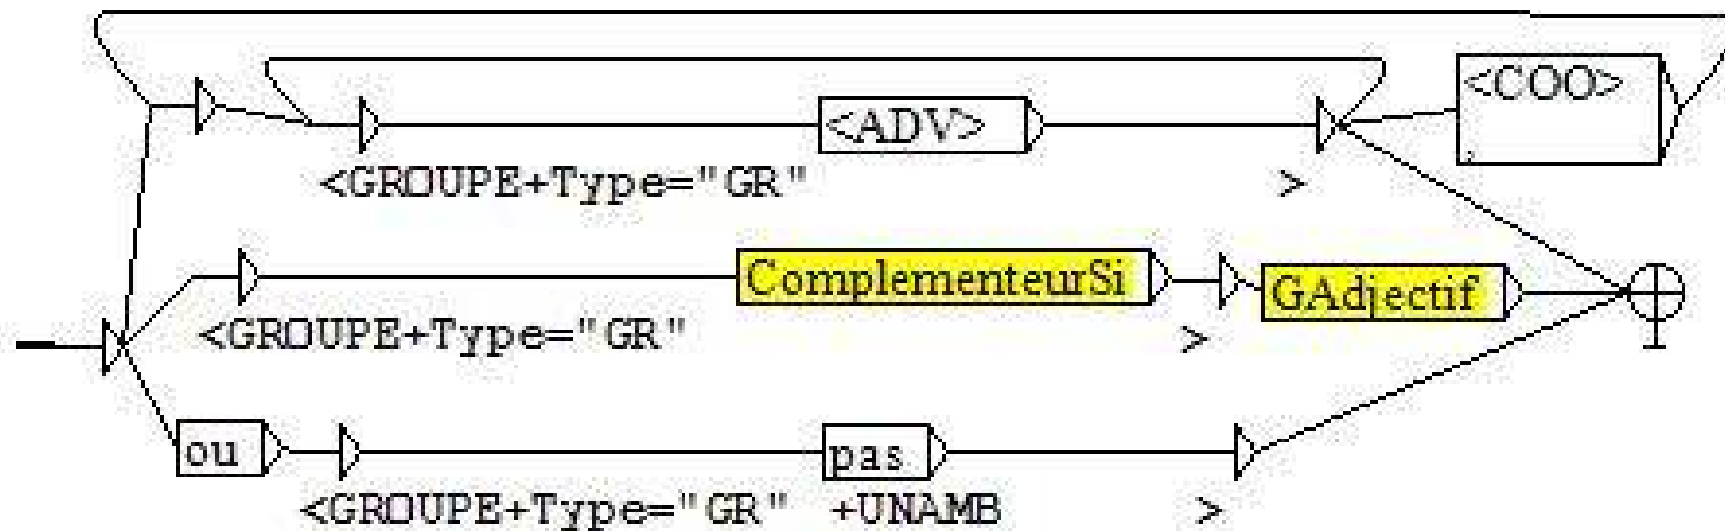 <COO>
<ADV>
<GROUPE+Type="GR" >
ComplementeurSi GAdjectif
<GROUPE+Type="GR" >
ou pas
<GROUPE+Type="GR" +UNAMB >